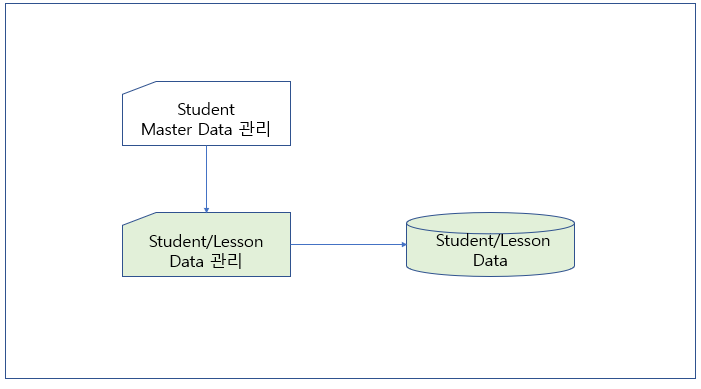 Student
Master Data 관리
Student/Lesson
Data 관리
Student/Lesson
Data